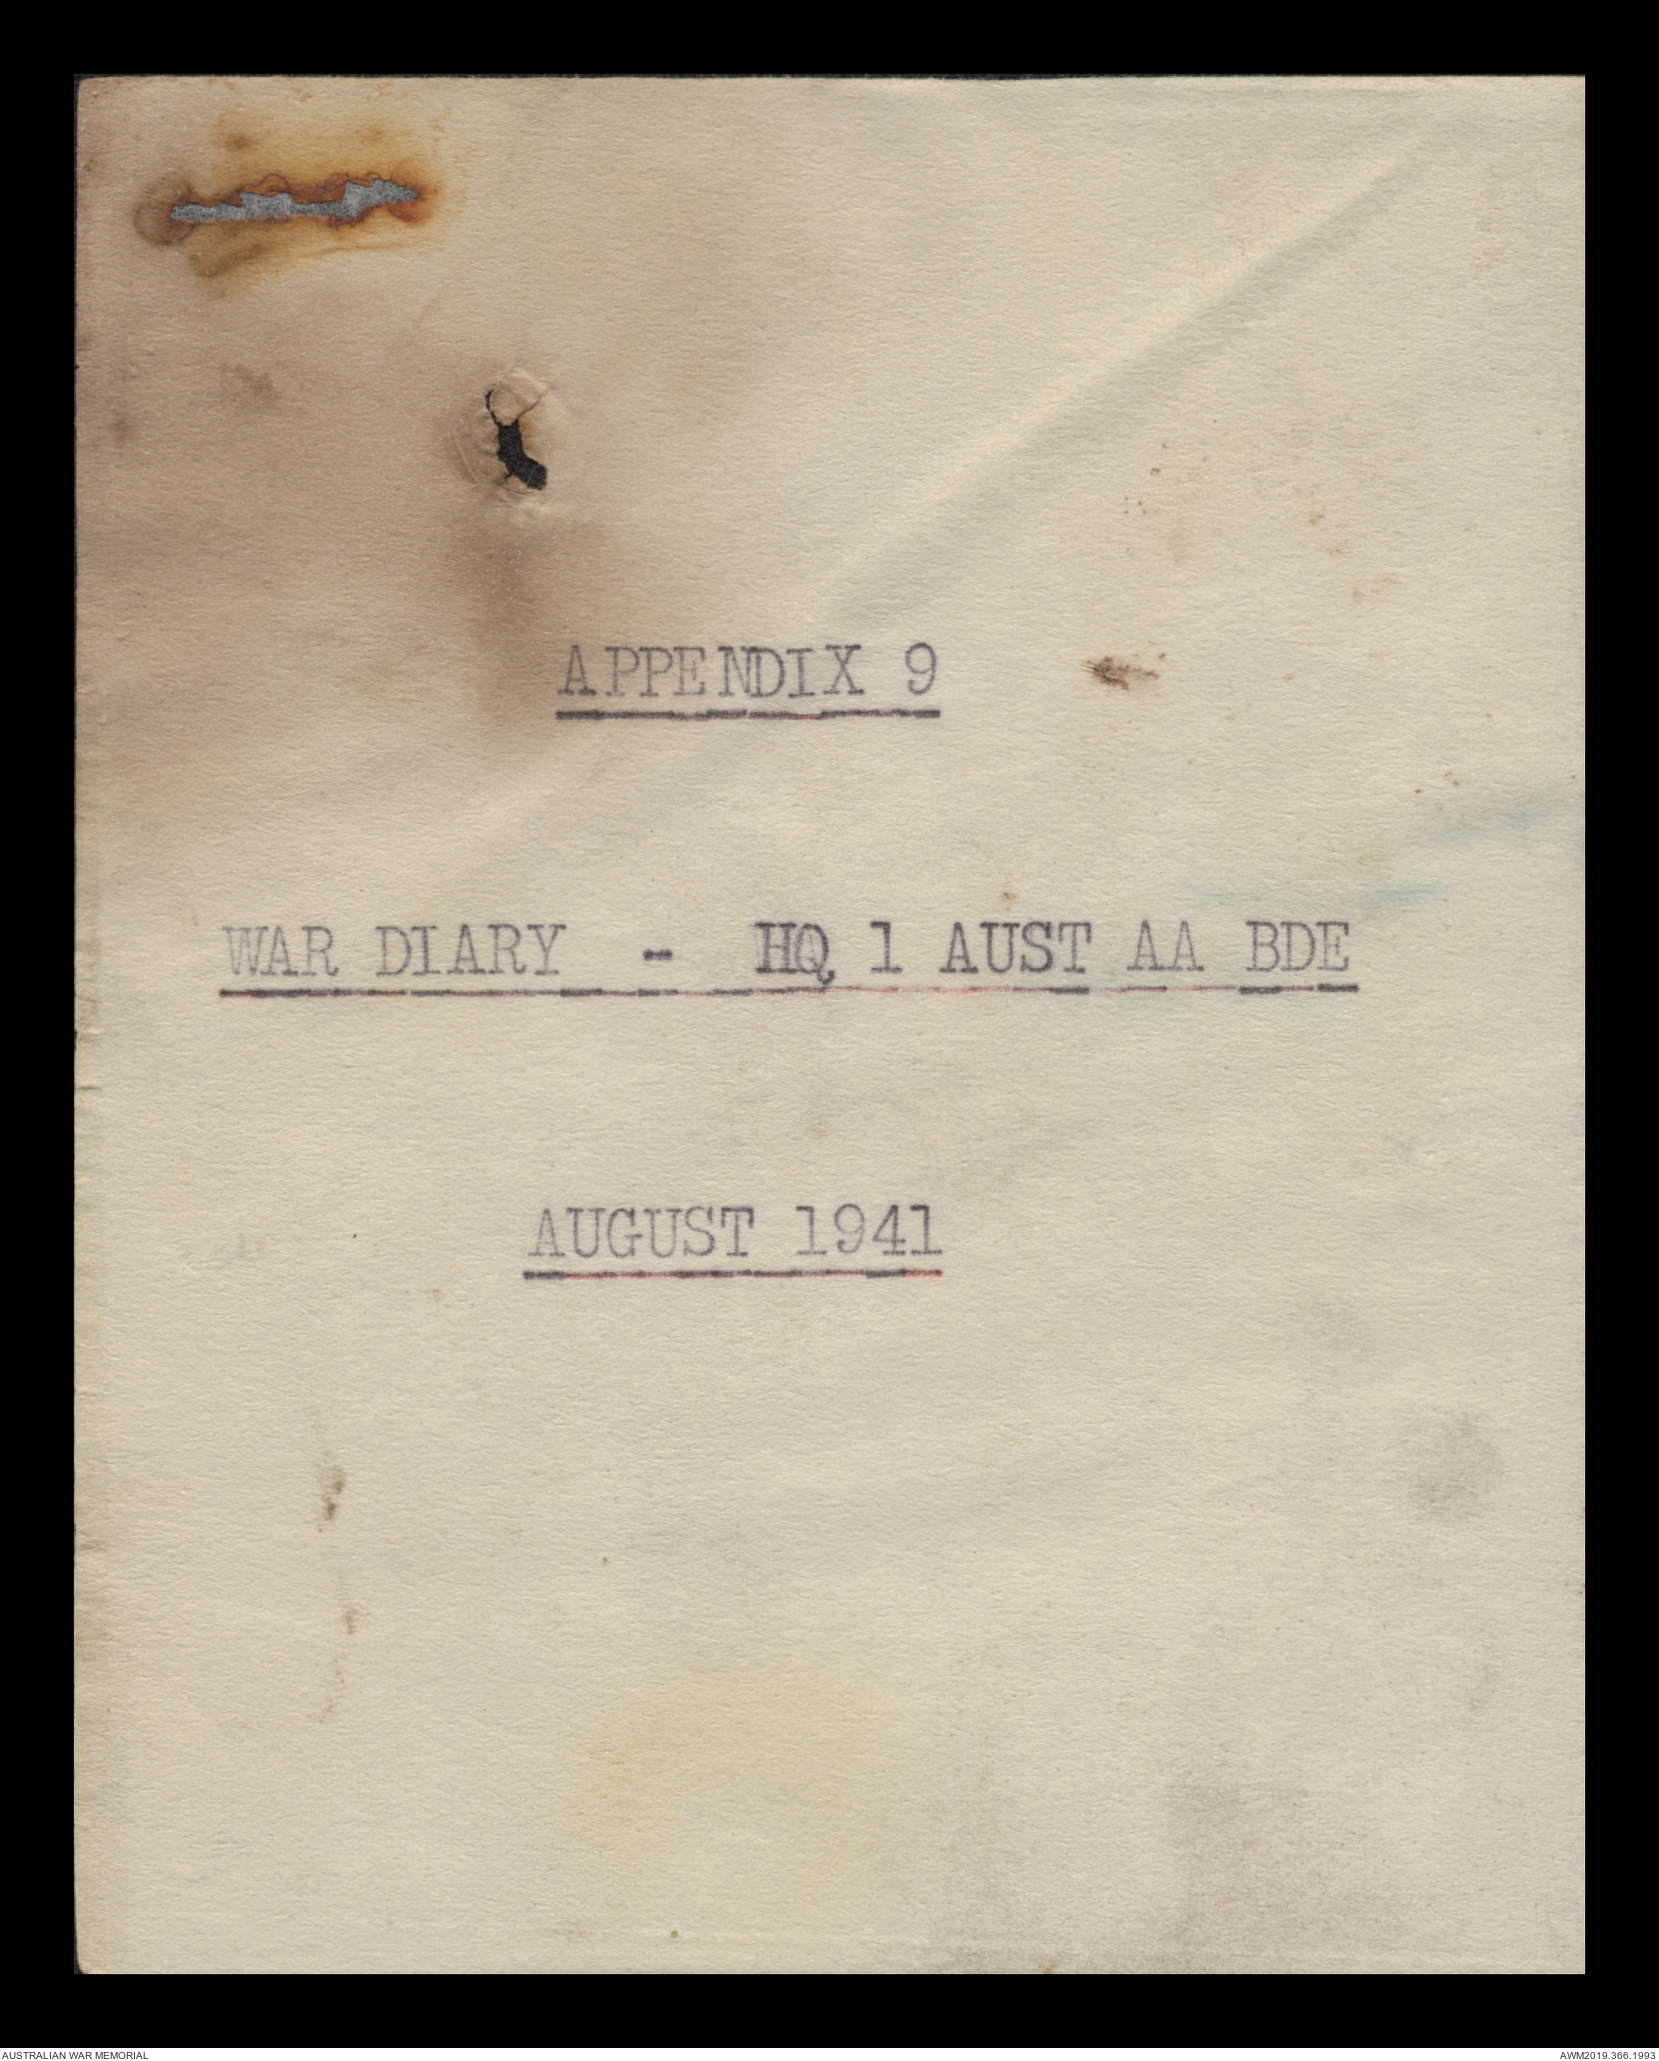 APPENDIX 9
WAR DIARY - HQ 1 AUST AA BDE
AUGUST 1941
AUSTRALIAN WAR MEMORIAL
AWM2019.366.1993